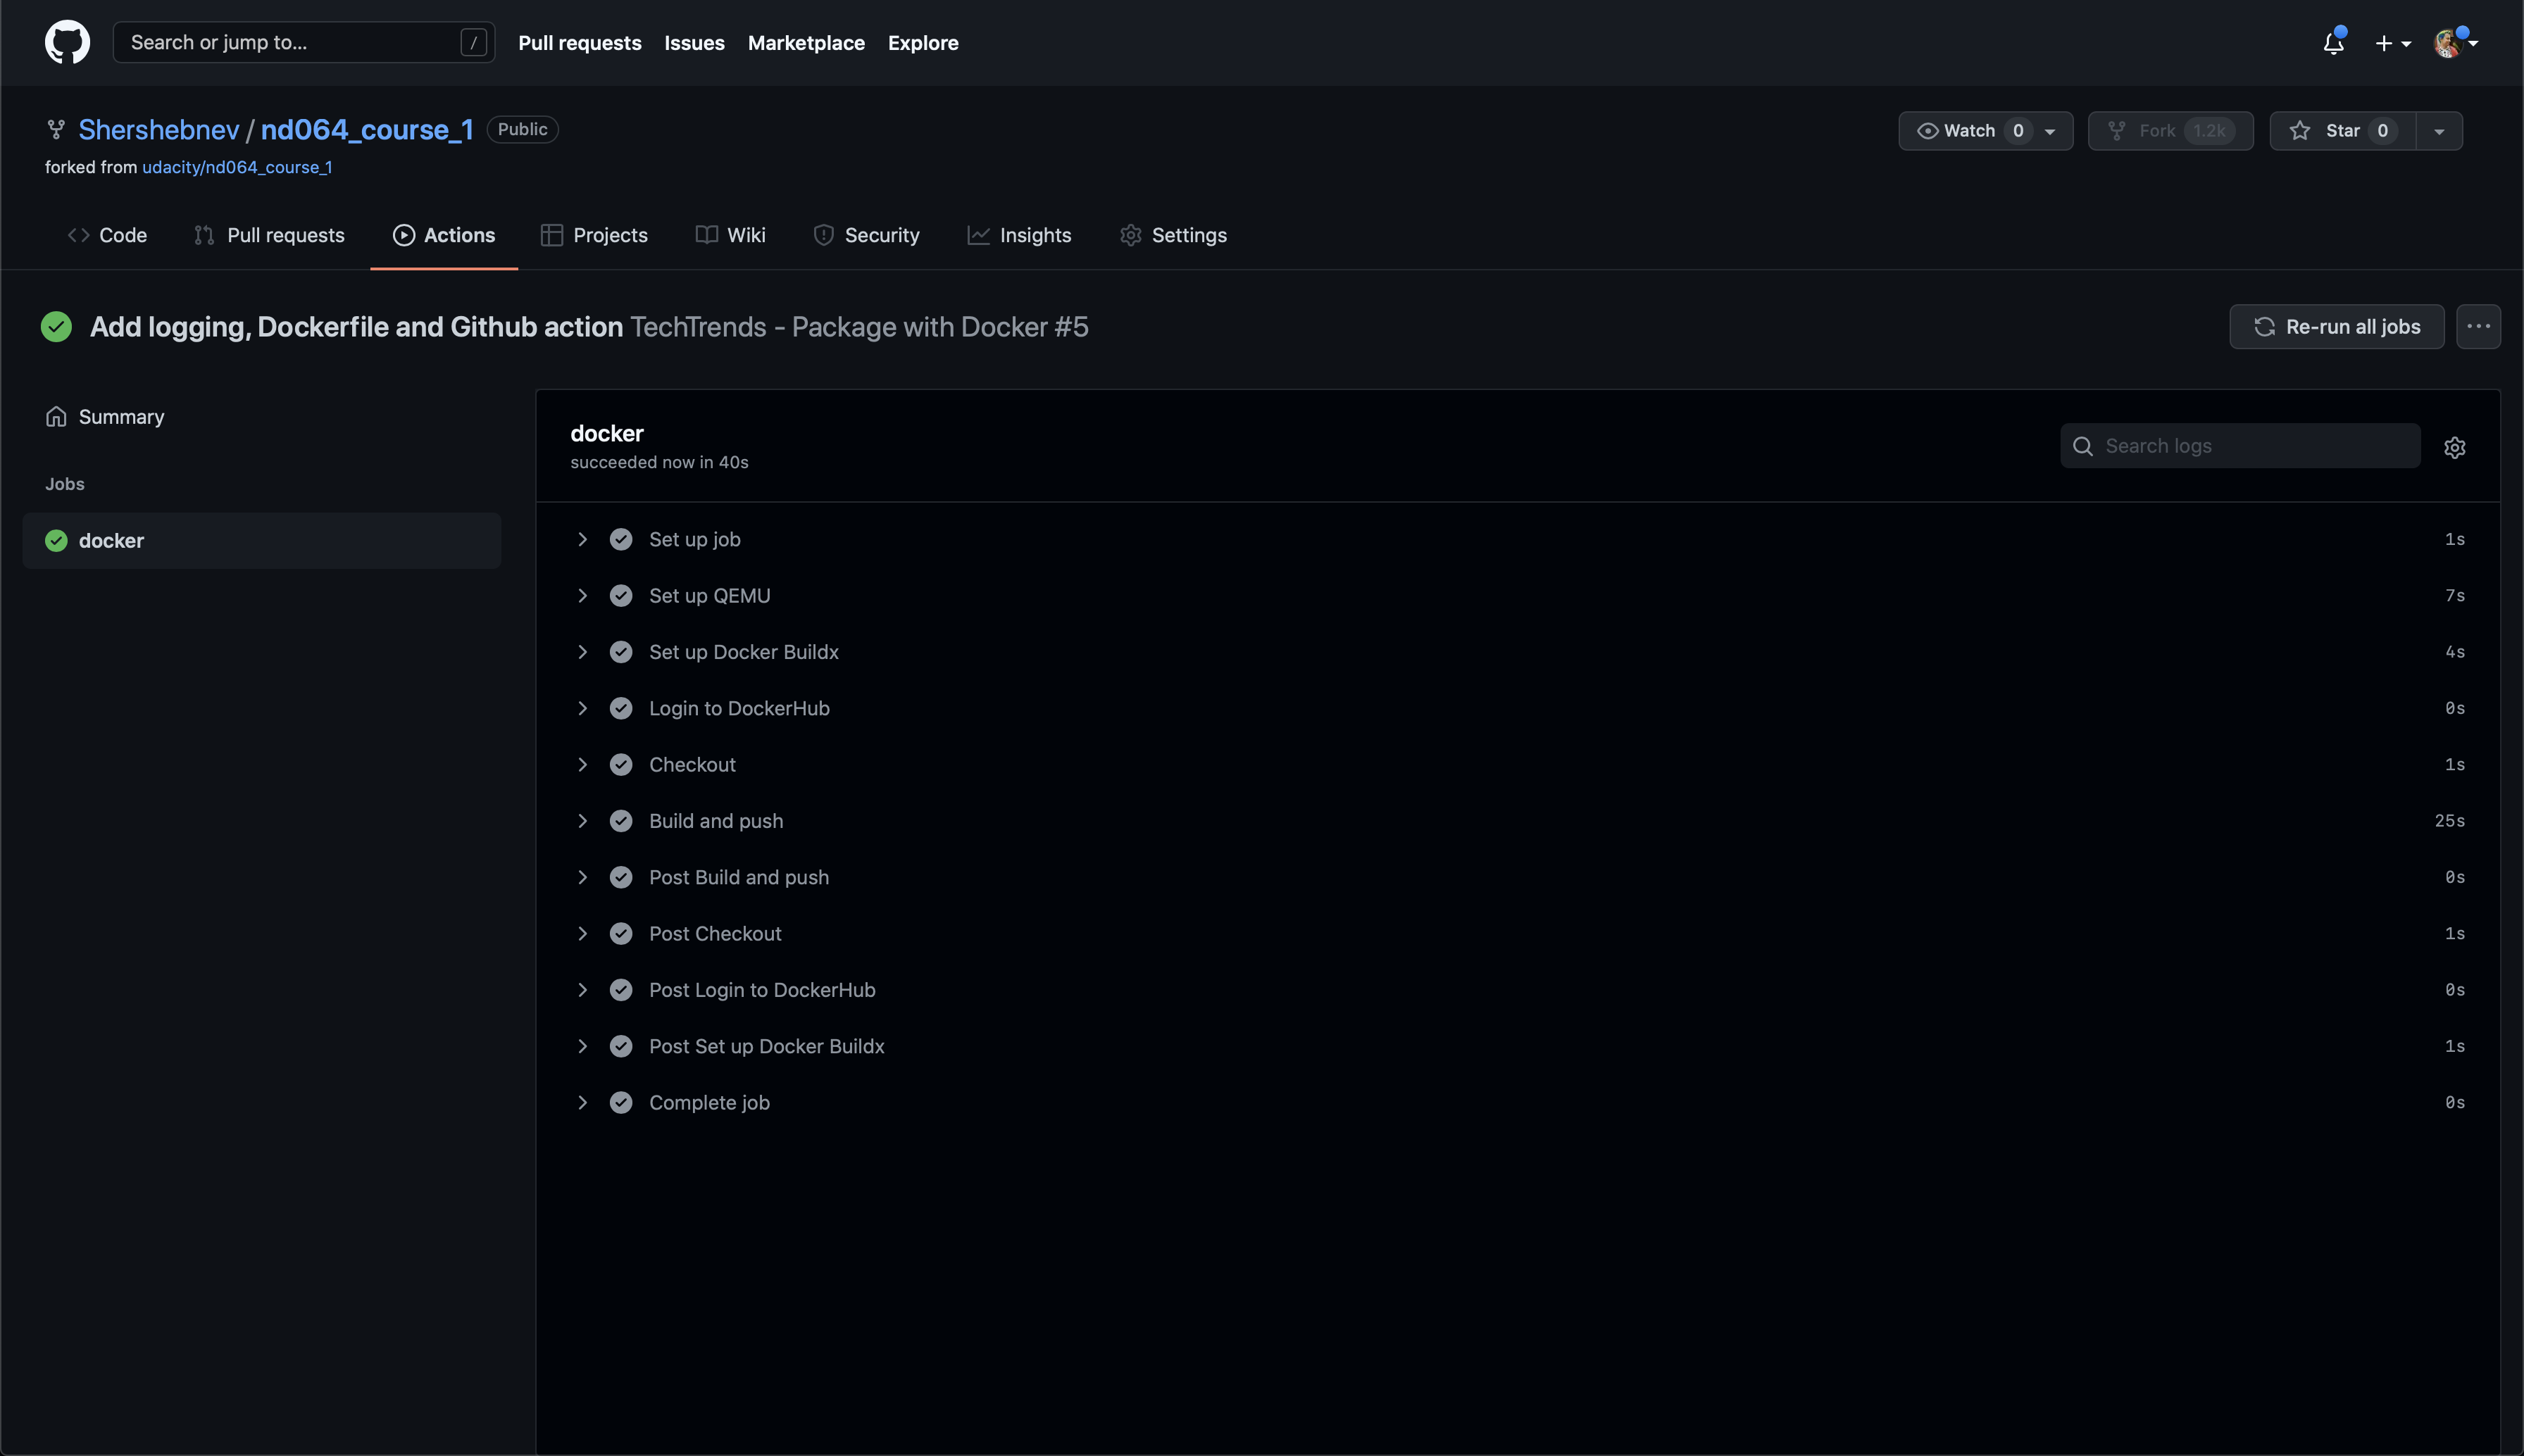 Search or jump to... / Pull requests Issues Marketplace Explore
Shershebnev / nd064_course_1 Public Watch 0 Fork 1.2k Star 0
forked from udacity/nd064_course_1
Code Pull requests Actions Projects Wiki Security Insights Settings
Add logging, Dockerfile and Github action TechTrends - Package with Docker #5 Re-run all jobs
Summary
Jobs
docker
docker
succeeded now in 40s
Search logs
Set up job 1s
Set up QEMU 7s
Set up Docker Buildx 4s
Login to DockerHub 0s
Checkout 1s
Build and push 25s
Post Build and push 0s
Post Checkout 1s
Post Login to DockerHub 0s
Post Set up Docker Buildx 1s
Complete job 0s